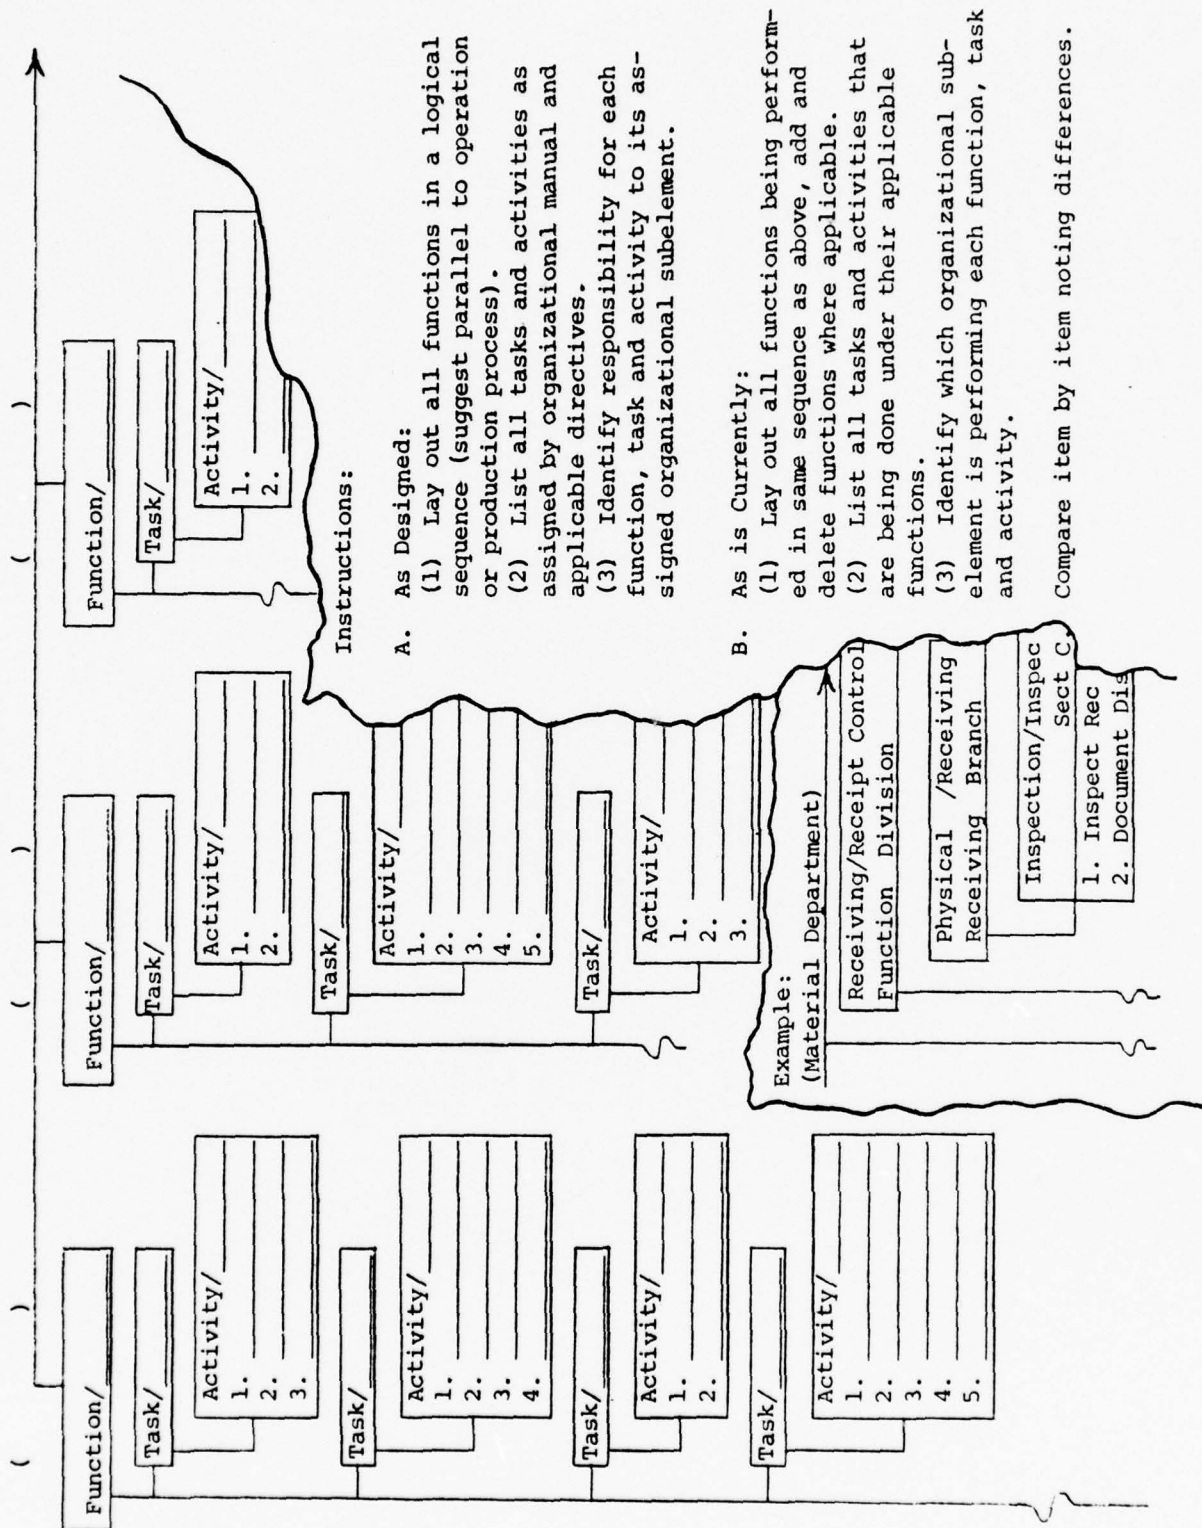 ( )
Function/
Task/
Activity/
1.
2.
3.
Task/
Activity/
1.
2.
3.
4.
Task/
Activity/
1.
2.
Task/
Activity/
1.
2.
3.
4.
5.
( )
Function/
Task/
Activity/
1.
2.
Task/
Activity/
1.
2.
3.
4.
5.
Task/
Activity/
1.
2.
3.
( )
Function/
Task/
Activity/
1.
2.
Instructions:
A. As Designed:
(1) Lay out all functions in a logical
sequence (suggest parallel to operation
or production process).
(2) List all tasks and activities as
assigned by organizational manual and
applicable directives.
(3) Identify responsibility for each
function, task and activity to its as-
signed organizational subelement.
B. As is Currently:
(1) Lay out all functions being perform-
ed in same sequence as above, add and
delete functions where applicable.
(2) List all tasks and activities that
are being done under their applicable
functions.
(3) Identify which organizational sub-
element is performing each function, task
and activity.
C. Compare item by item noting differences.
Example:
(Material Department)
Receiving/Receipt Control
Function Division
Physical /Receiving
Receiving Branch
Inspection/Inspec
Sect
1. Inspect Rec
2. Document Dis